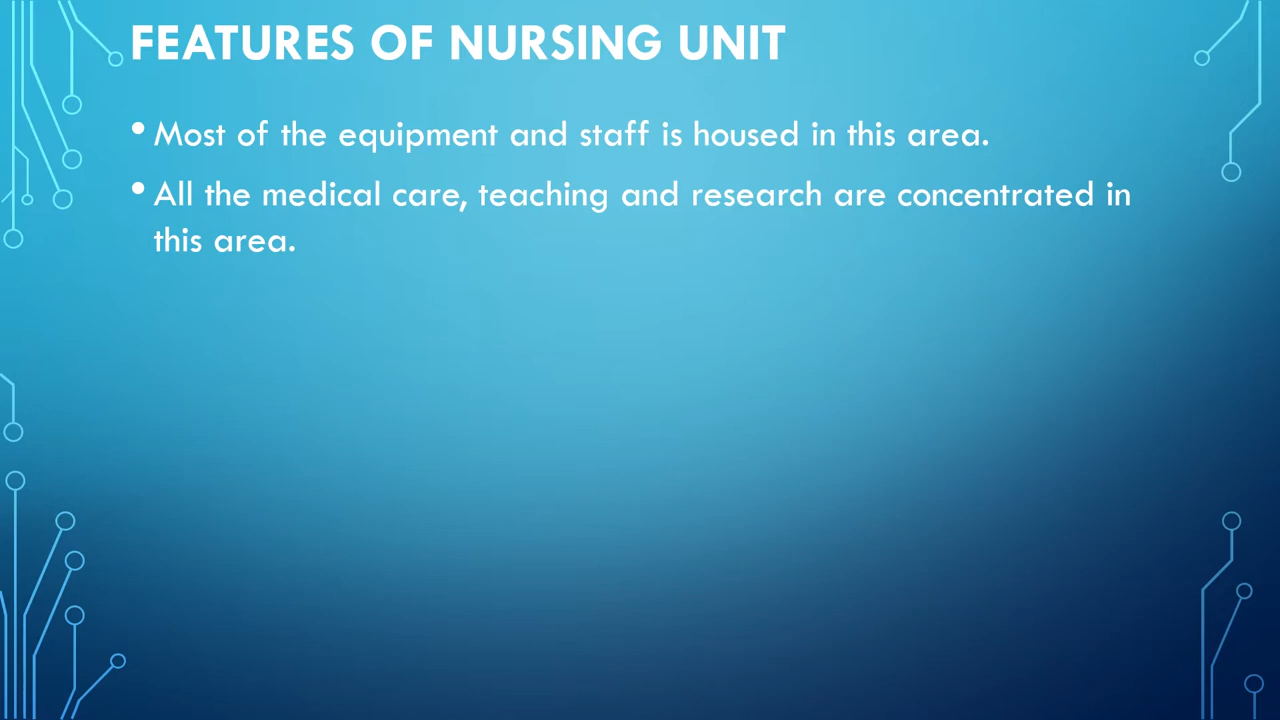 FEATURES OF NURSING UNIT
• Most of the equipment and staff is housed in this area.
• All the medical care, teaching and research are concentrated in
this area.